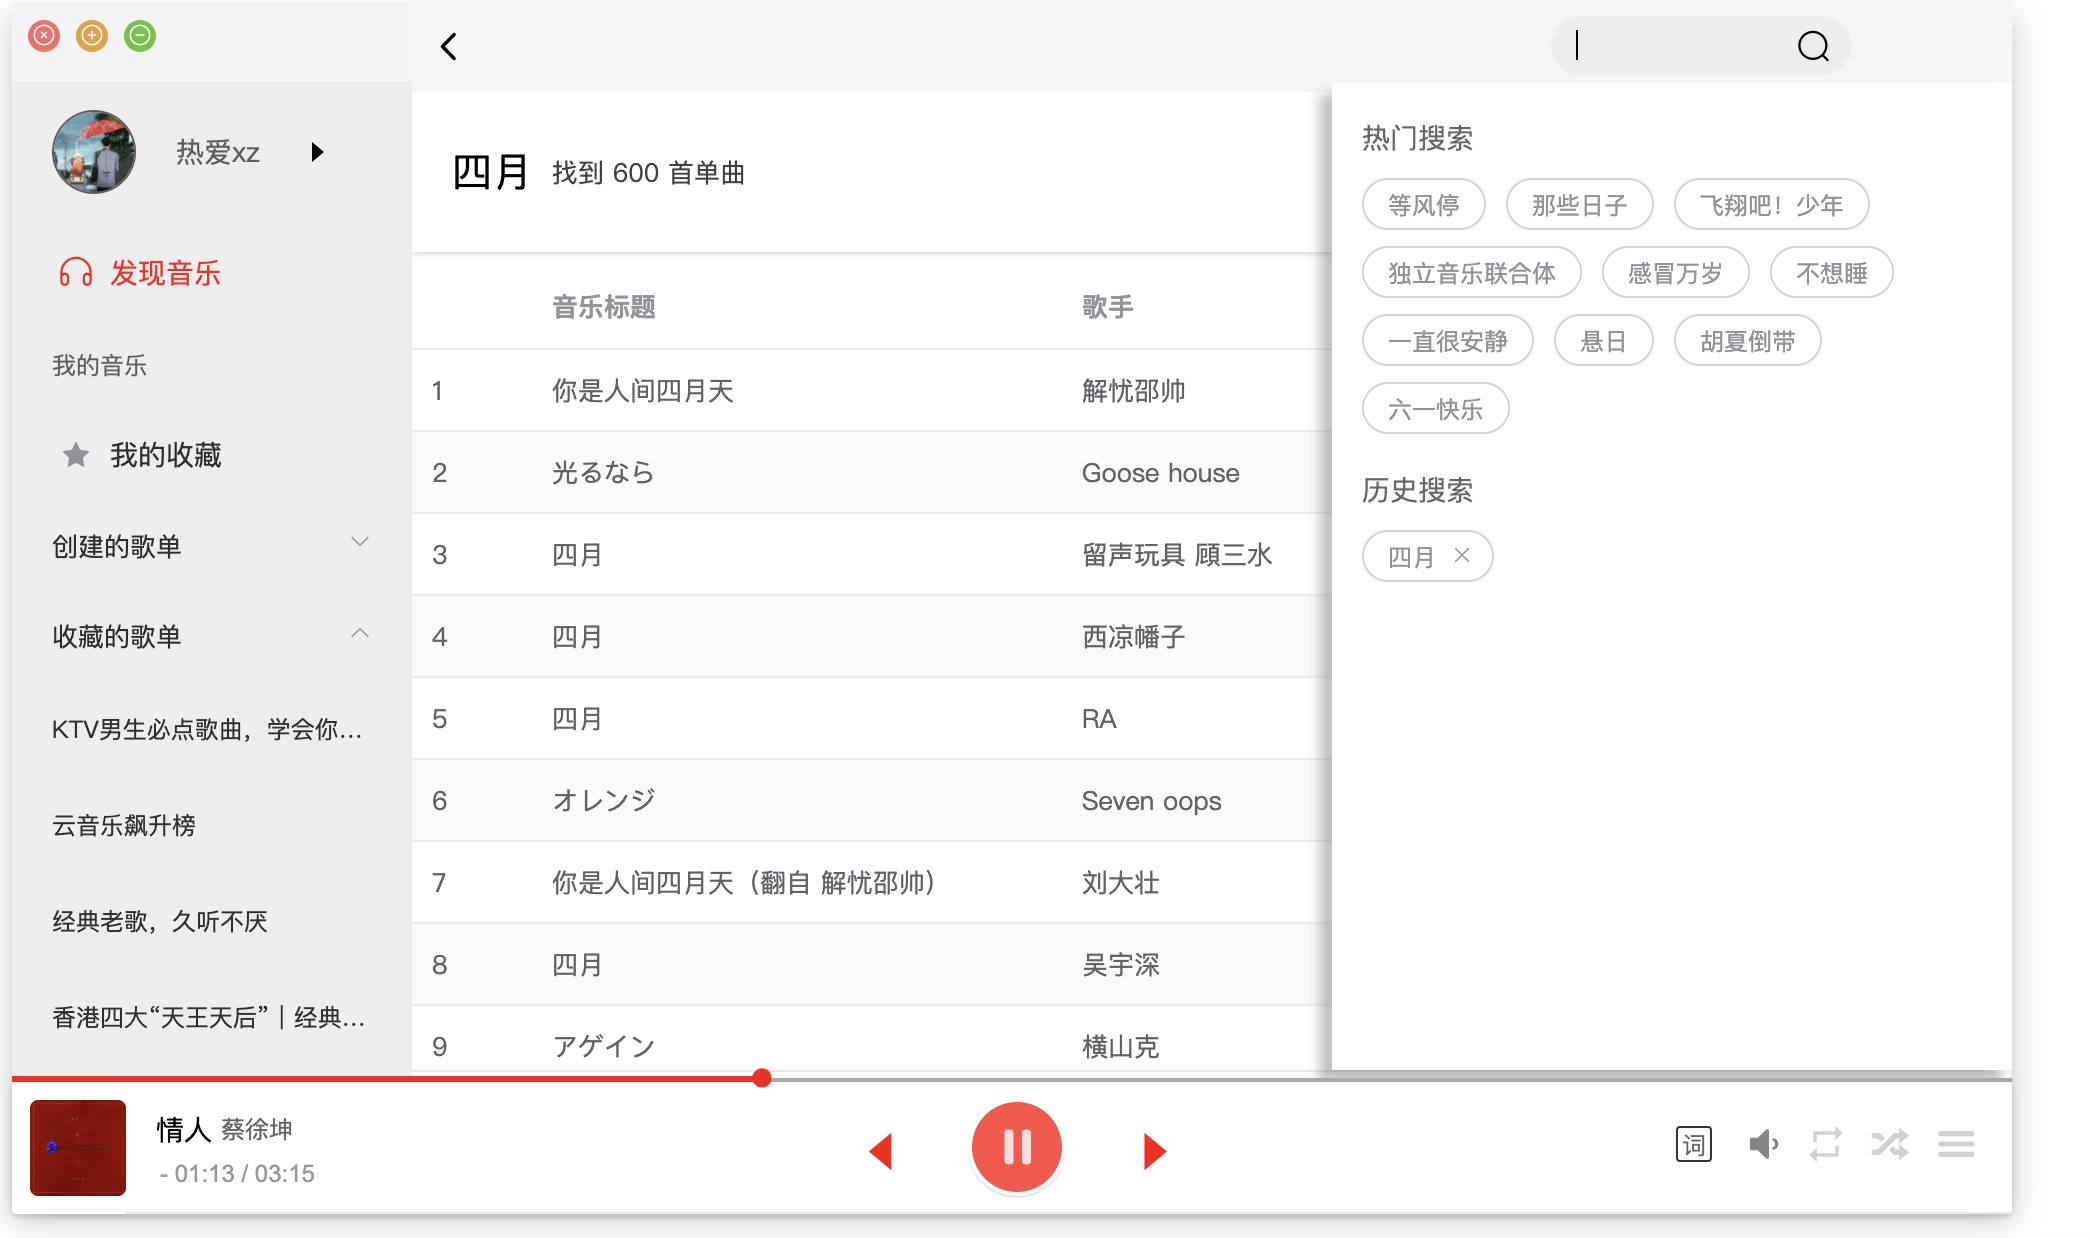 热爱xz
发现音乐
我的音乐
我的收藏
创建的歌单
收藏的歌单
KTV男生必点歌曲，学会你...
云音乐飙升榜
经典老歌，久听不厌
香港四大“天王天后”｜经典...
四月 找到 600 首单曲
音乐标题 歌手
1 你是人间四月天 解忧邵帅
2 光るなら Goose house
3 四月 留声玩具 顾三水
4 四月 西凉幡子
5 四月 RA
6 オレンジ Seven oops
7 你是人间四月天（翻自 解忧邵帅） 刘大壮
8 四月 吴宇深
9 アゲイン 横山克
热门搜索
等风停 那些日子 飞翔吧！少年
独立音乐联合体 感冒万岁 不想睡
一直很安静 悬日 胡夏倒带
六一快乐
历史搜索
四月
情人 蔡徐坤
- 01:13 / 03:15
词